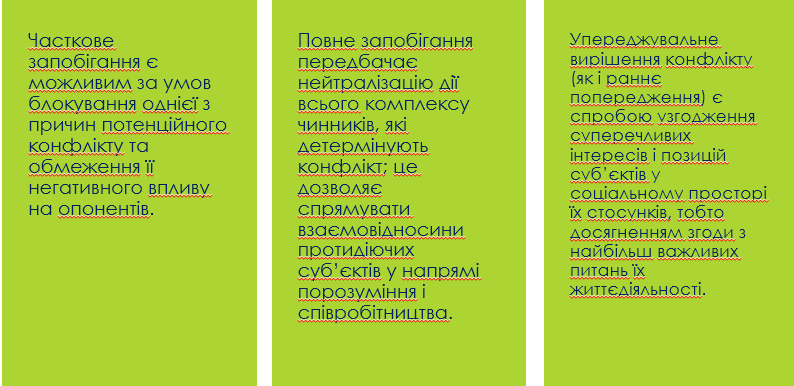 Часткове
запобігання є
можливим за умов
блокування однієї з
причин потенційного
конфлікту та
обмеження її
негативного впливу
на опонентів.
Повне запобігання
передбачає
нейтралізацію дії
всього комплексу
чинників, які
детермінують
конфлікт; це
дозволяє
спрямувати
взаємовідносини
протидіючих
суб’єктів у напрямі
порозуміння і
співробітництва.
Упереджувальне
вирішення конфлікту
(як і раннє
попередження) є
спробою узгодження
суперечливих
інтересів і позицій
суб’єктів у
соціальному просторі
їх стосунків, тобто
досягненням згоди з
найбільш важливих
питань їх
життєдіяльності.